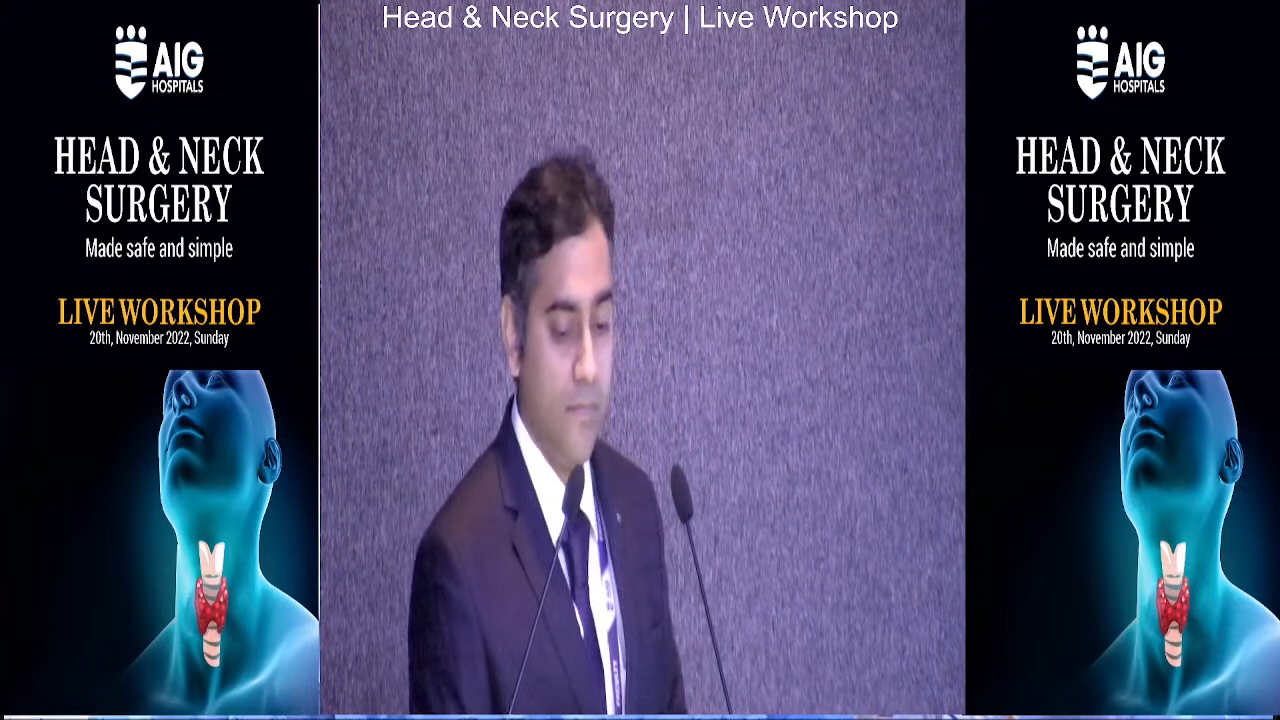 Head & Neck Surgery | Live Workshop
AIG
HOSPITALS
HEAD & NECK
SURGERY
Made safe and simple
LIVE WORKSHOP
20th, November 2022, Sunday
AIG
HOSPITALS
HEAD & NECK
SURGERY
Made safe and simple
LIVE WORKSHOP
20th, November 2022, Sunday